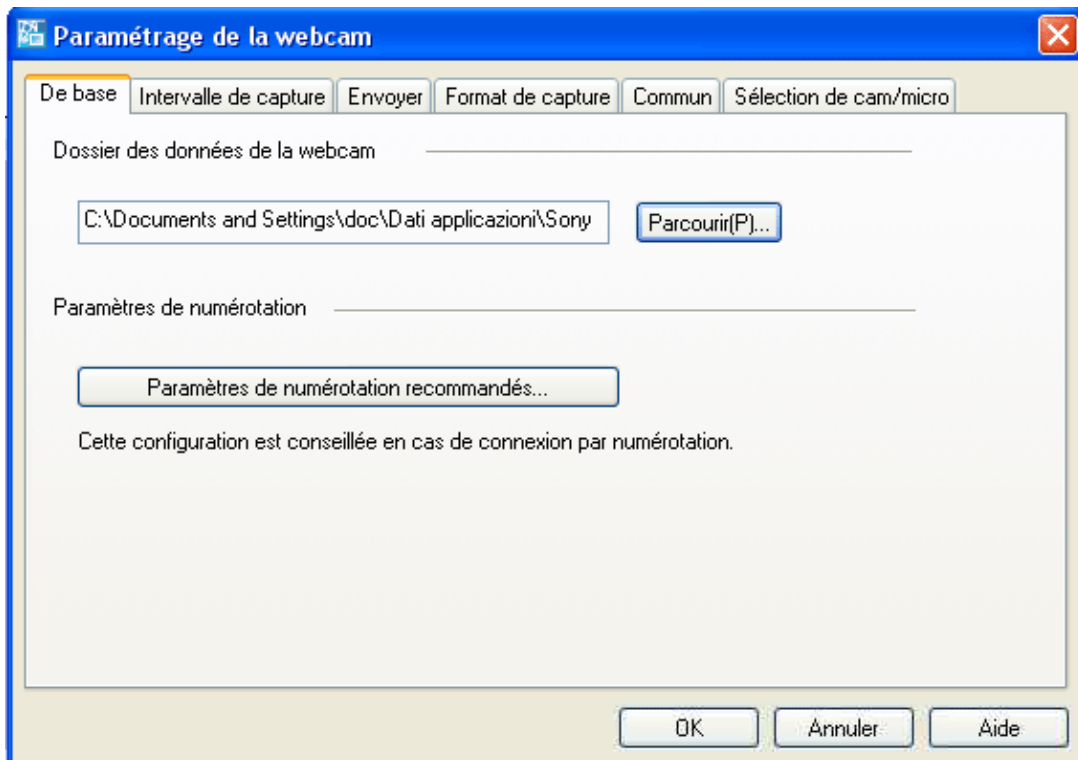 Paramétrage de la webcam
De base Intervalle de capture Envoyer Format de capture Commun Sélection de cam/micro
Dossier des données de la webcam
C:\Documents and Settings\doc\Dati applicazioni\Sony Parcourir(P)...
Paramètres de numérotation
Paramètres de numérotation recommandés...
Cette configuration est conseillée en cas de connexion par numérotation.
OK Annuler Aide